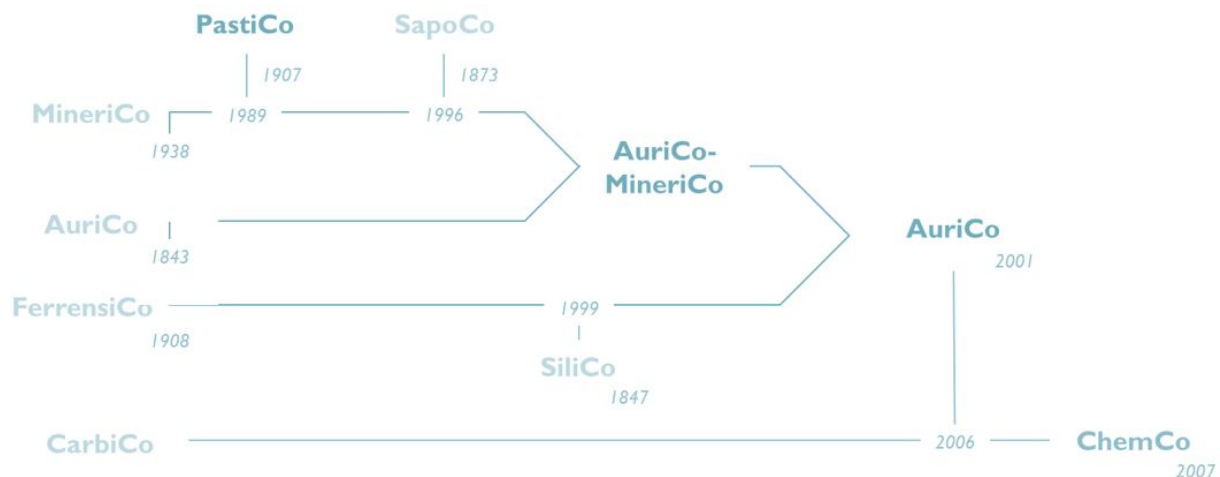 PastiCo
SapoCo
1907
1873
MineriCo
1989
1996
1938
AuriCo-
MineriCo
AuriCo
1843
AuriCo
2001
FerrensiCo
1999
1908
SiliCo
1847
CarbiCo
2006
ChemCo
2007